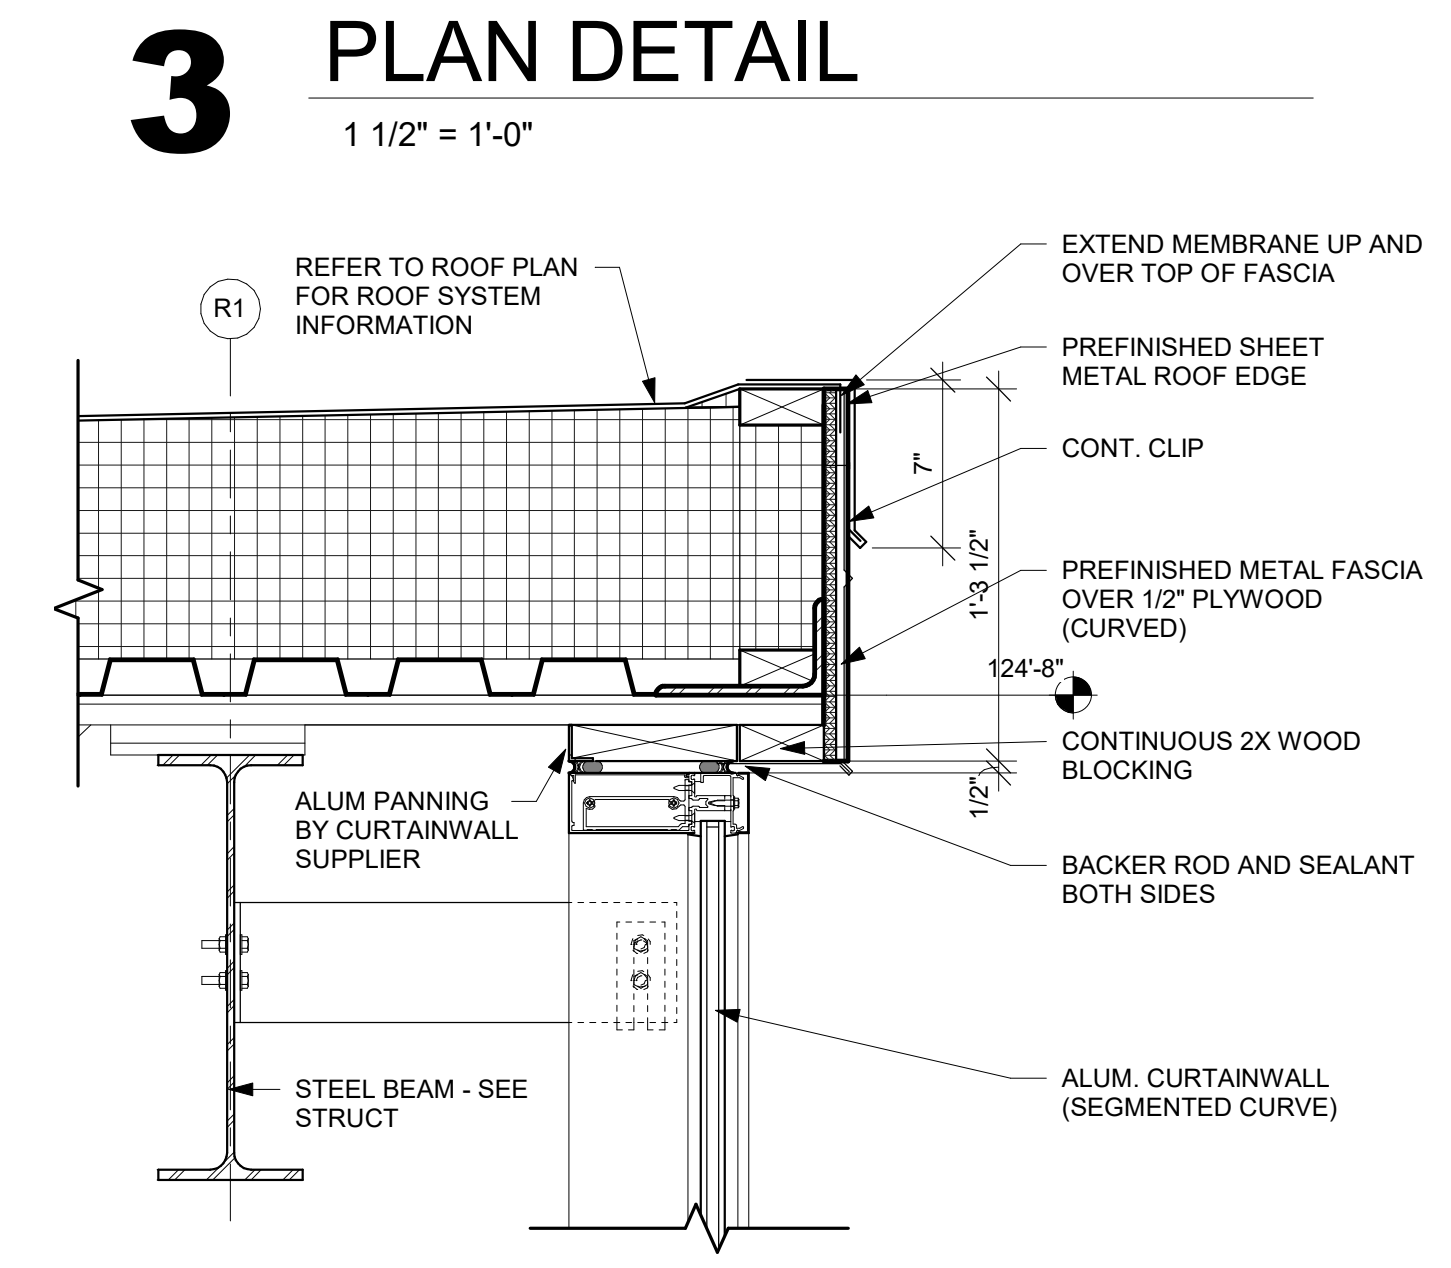 3 PLAN DETAIL
1 1/2" = 1'-0"
REFER TO ROOF PLAN
FOR ROOF SYSTEM
INFORMATION
R1
EXTEND MEMBRANE UP AND
OVER TOP OF FASCIA
PREFINISHED SHEET
METAL ROOF EDGE
CONT. CLIP
7"
1'-3 1/2"
PREFINISHED METAL FASCIA
OVER 1/2" PLYWOOD
(CURVED)
124'-8"
CONTINUOUS 2X WOOD
BLOCKING
1/2"
ALUM PANNING
BY CURTAINWALL
SUPPLIER
BACKER ROD AND SEALANT
BOTH SIDES
STEEL BEAM - SEE
STRUCT
ALUM. CURTAINWALL
(SEGMENTED CURVE)